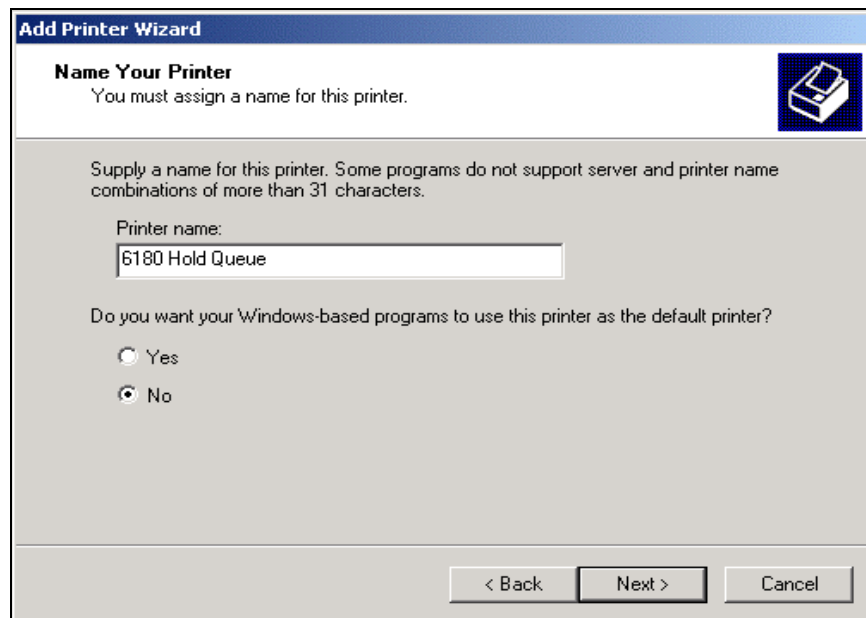 Add Printer Wizard
Name Your Printer
You must assign a name for this printer.
Supply a name for this printer. Some programs do not support server and printer name
combinations of more than 31 characters.
Printer name:
6180 Hold Queue
Do you want your Windows-based programs to use this printer as the default printer?
Yes
No
< Back
Next >
Cancel